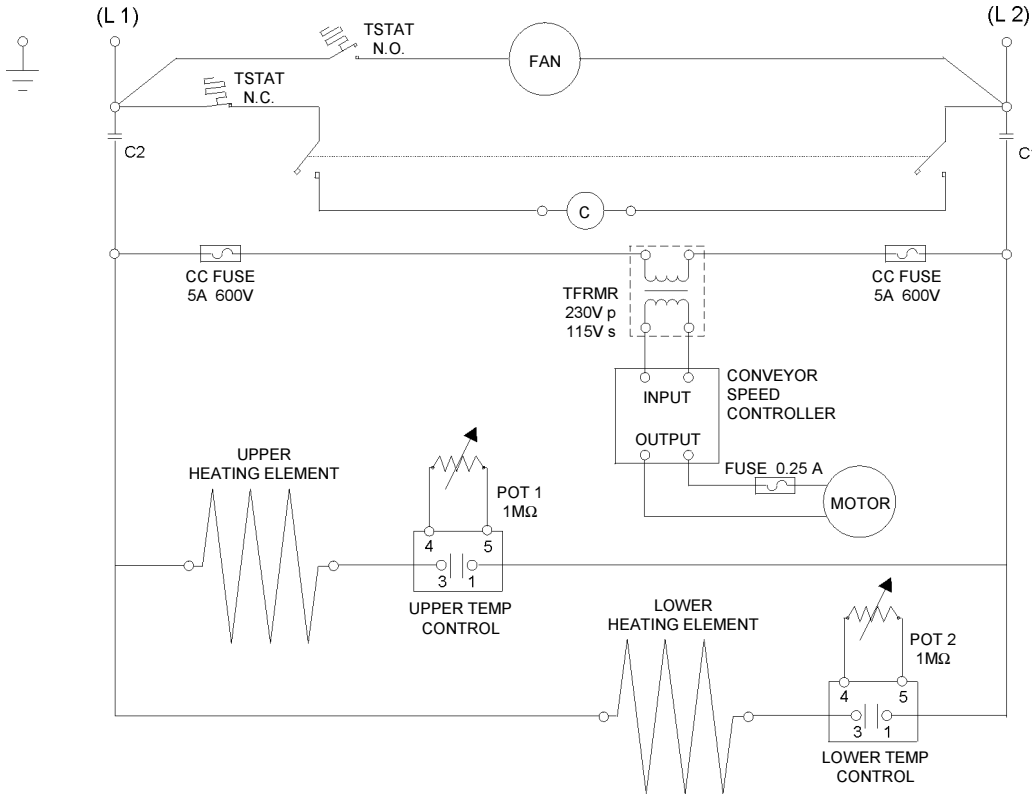 (L 1)
(L 2)
TSTAT
N.O.
FAN
TSTAT
N.C.
C2
C
C
CC FUSE
5A 600V
TFRMR
230V p
115V s
CC FUSE
5A 600V
CONVEYOR
SPEED
CONTROLLER
INPUT
OUTPUT
FUSE 0.25 A
MOTOR
UPPER
HEATING ELEMENT
POT 1
1MΩ
4 5
3 1
UPPER TEMP
CONTROL
LOWER
HEATING ELEMENT
POT 2
1MΩ
4 5
3 1
LOWER TEMP
CONTROL